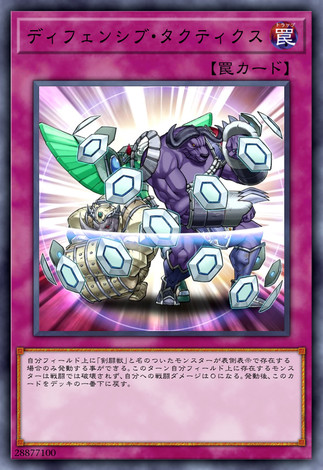 ディフェンシブ・タクティクス
トラップ
罠
【罠カード】
自分フィールド上に「剣闘獣」と名のついたモンスターが表側表示で存在する
場合のみ発動する事ができる。このターン自分フィールド上に存在するモンス
ターは戦闘では破壊されず、自分への戦闘ダメージは0になる。発動後、このカ
ードをデッキの一番下に戻す。
28877100